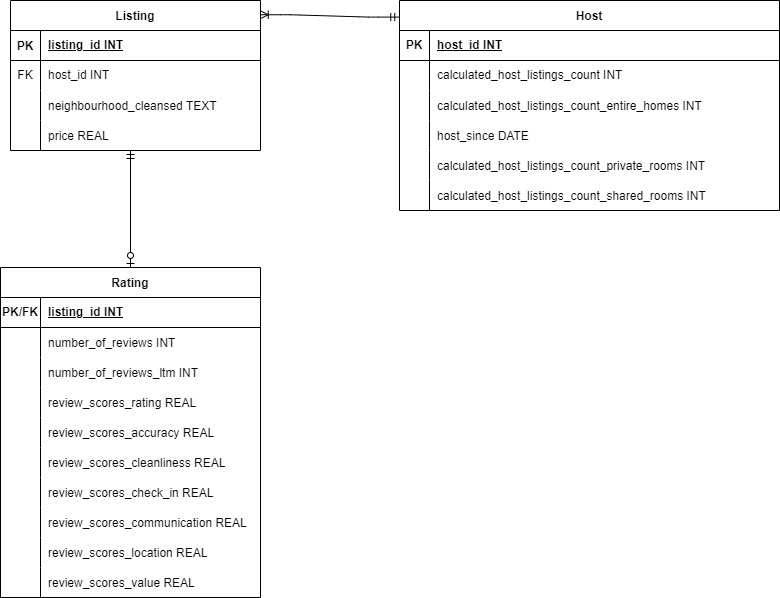 Listing
PK listing_id INT
FK host_id INT
neighbourhood_cleansed TEXT
price REAL
Host
PK host_id INT
calculated_host_listings_count INT
calculated_host_listings_count_entire_homes INT
host_since DATE
calculated_host_listings_count_private_rooms INT
calculated_host_listings_count_shared_rooms INT
Rating
PK/FK listing_id INT
number_of_reviews INT
number_of_reviews_ltm INT
review_scores_rating REAL
review_scores_accuracy REAL
review_scores_cleanliness REAL
review_scores_check_in REAL
review_scores_communication REAL
review_scores_location REAL
review_scores_value REAL